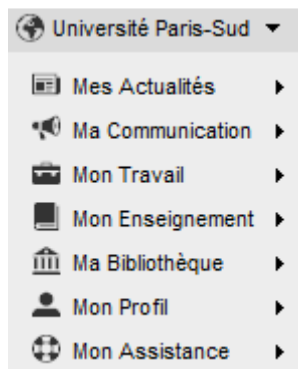 Université Paris-Sud
Mes Actualités
Ma Communication
Mon Travail
Mon Enseignement
Ma Bibliothèque
Mon Profil
Mon Assistance